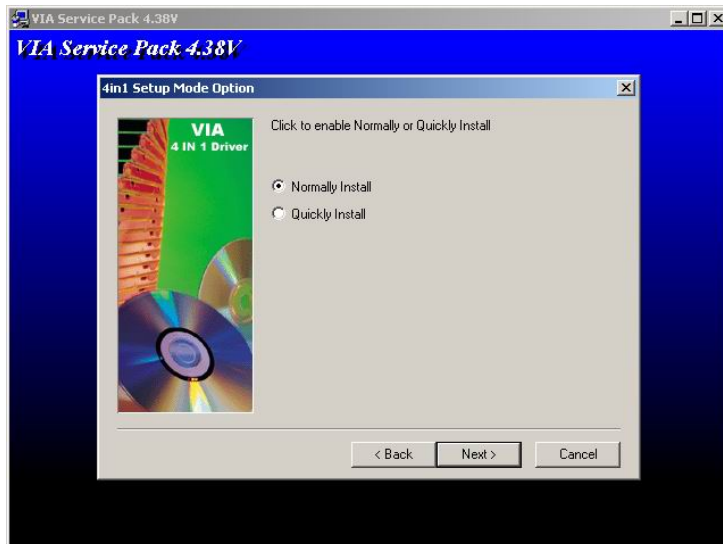 VIA Service Pack 4.38V
VIA Service Pack 4.38V
4in1 Setup Mode Option
VIA
4 IN 1 Driver
Click to enable Normally or Quickly Install
Normally Install
Quickly Install
< Back
Next >
Cancel